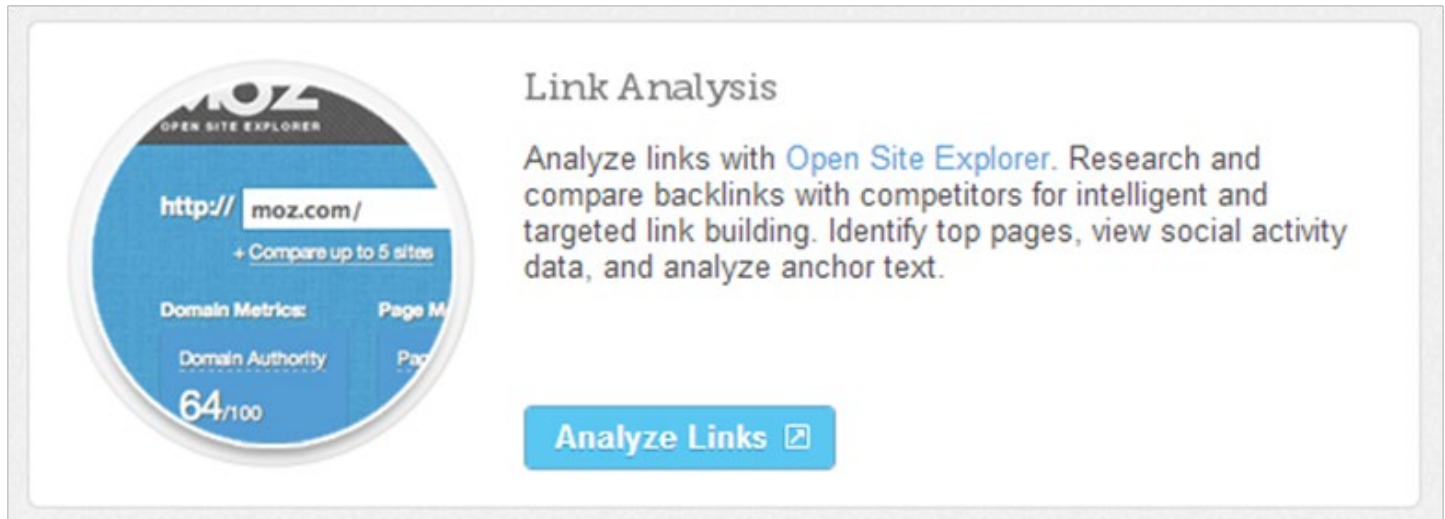 MOZ
OPEN SITE EXPLORER
http:// moz.com/
+ Compare up to 5 sites
Domain Metrics: Page
Domain Authority
64/100
Link Analysis
Analyze links with Open Site Explorer. Research and
compare backlinks with competitors for intelligent and
targeted link building. Identify top pages, view social activity
data, and analyze anchor text.
Analyze Links